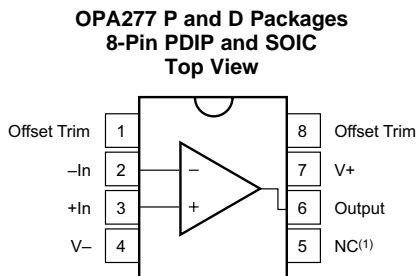 OPA277 P and D Packages
8-Pin PDIP and SOIC
Top View
Offset Trim 1 8 Offset Trim
–In 2 – 7 V+
+In 3 + 6 Output
V– 4 5 NC(1)